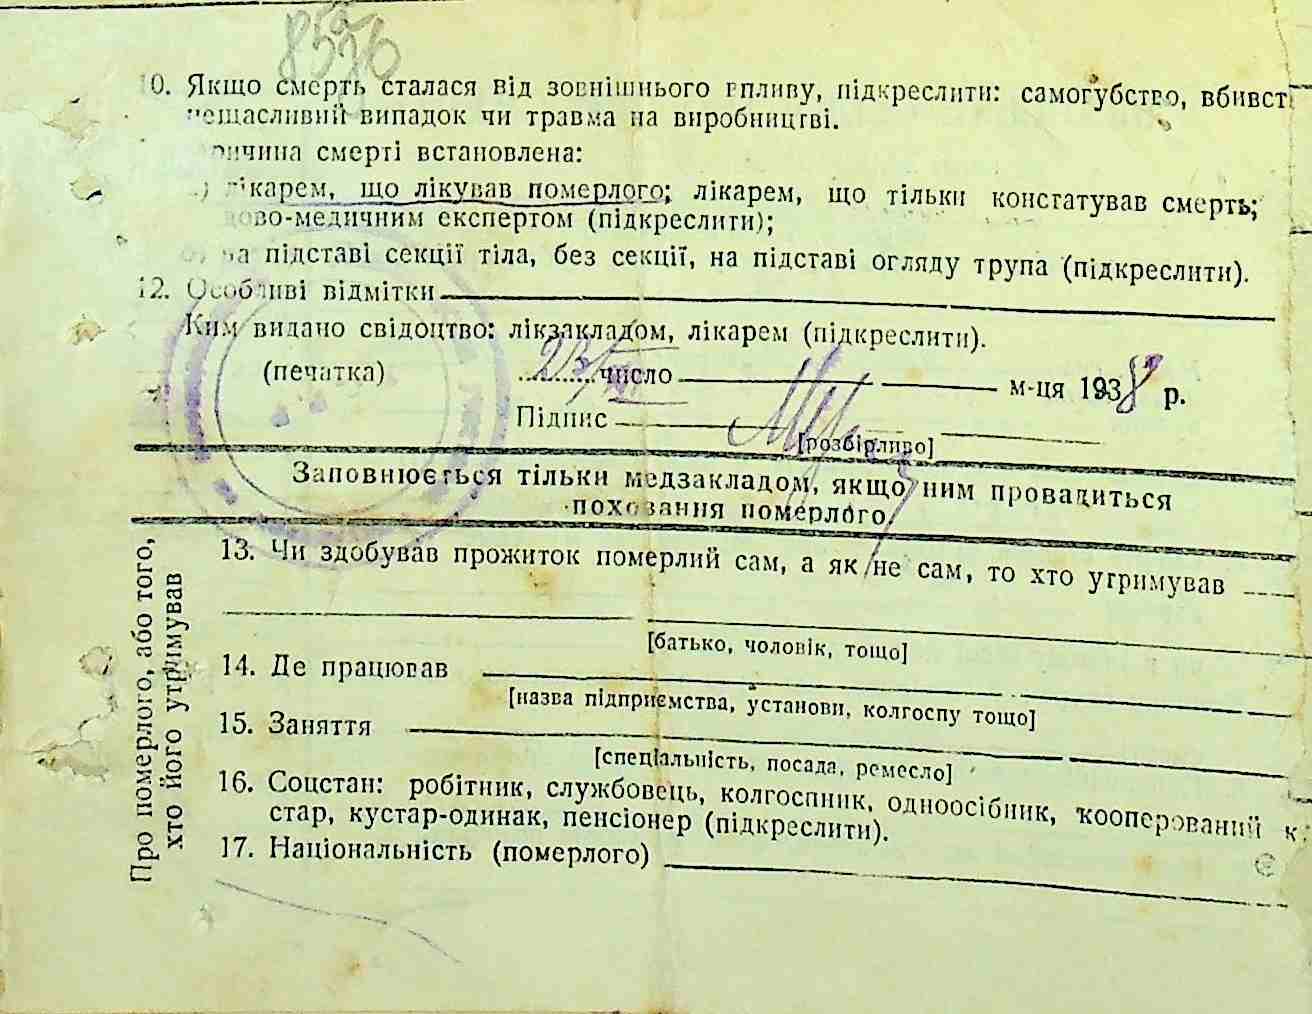 10. Якщо смерть сталася від зовнішнього впливу, підкреслити: самогубство, вбивст
нещасливий випадок чи травма на виробництві.
ричина смерті встановлена:
лікарем, що лікував померлого; лікарем, що тільки констатував смерть;
дово-медичним експертом (підкреслити);
на підставі секції тіла, без секції, на підставі огляду трупа (підкреслити).
12. Особливі відмітки
Ким видано свідоцтво: лікзакладом, лікарем (підкреслити).
(печатка) 23/VII число м-ця 1938 р.
Підпис
[розбірливо]
Заповнюється тільки медзакладом, якщо ним провадиться
поховання померлого
Про померлого, або того,
хто його утримував
13. Чи здобував прожиток померлий сам, а як не сам, то хто утримував
[батько, чоловік, тощо]
14. Де працював
[назва підприємства, установи, колгоспу тощо]
15. Заняття
[спеціальність, посада, ремесло]
16. Соцстан: робітник, службовець, колгоспник, одноосібник, кооперований к
стар, кустар-одинак, пенсіонер (підкреслити).
17. Національність (померлого)